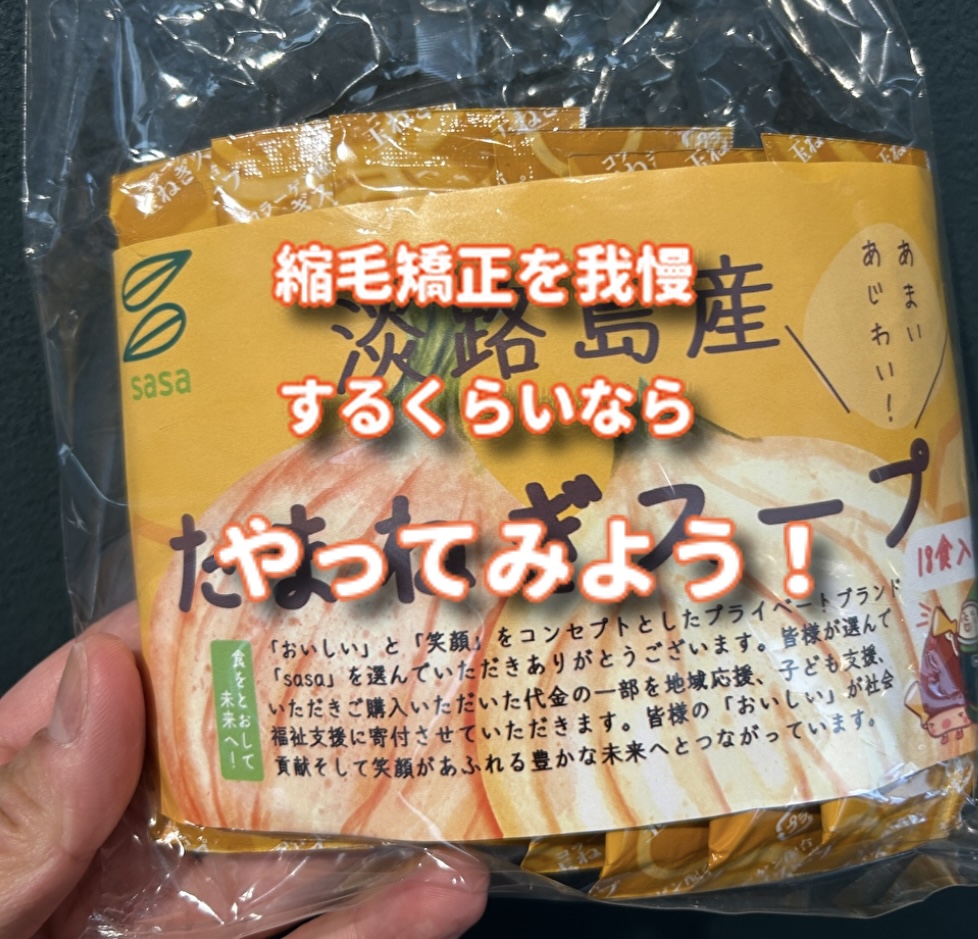 縮毛矯正を我慢
するくらいなら
やってみよう！
sasa
淡路島産
たまねぎスープ
あまい
あじわい！
18食入
食をとおして
未来へ！
「おいしい」と「笑顔」をコンセプトとしたプライベートブランド
「sasa」を選んでいただきありがとうございます。皆様が選んで
いただきご購入いただいた代金の一部を地域応援、子ども支援、
福祉支援に寄付させていただきます。皆様の「おいしい」が社会
貢献そして笑顔があふれる豊かな未来へとつながっています。